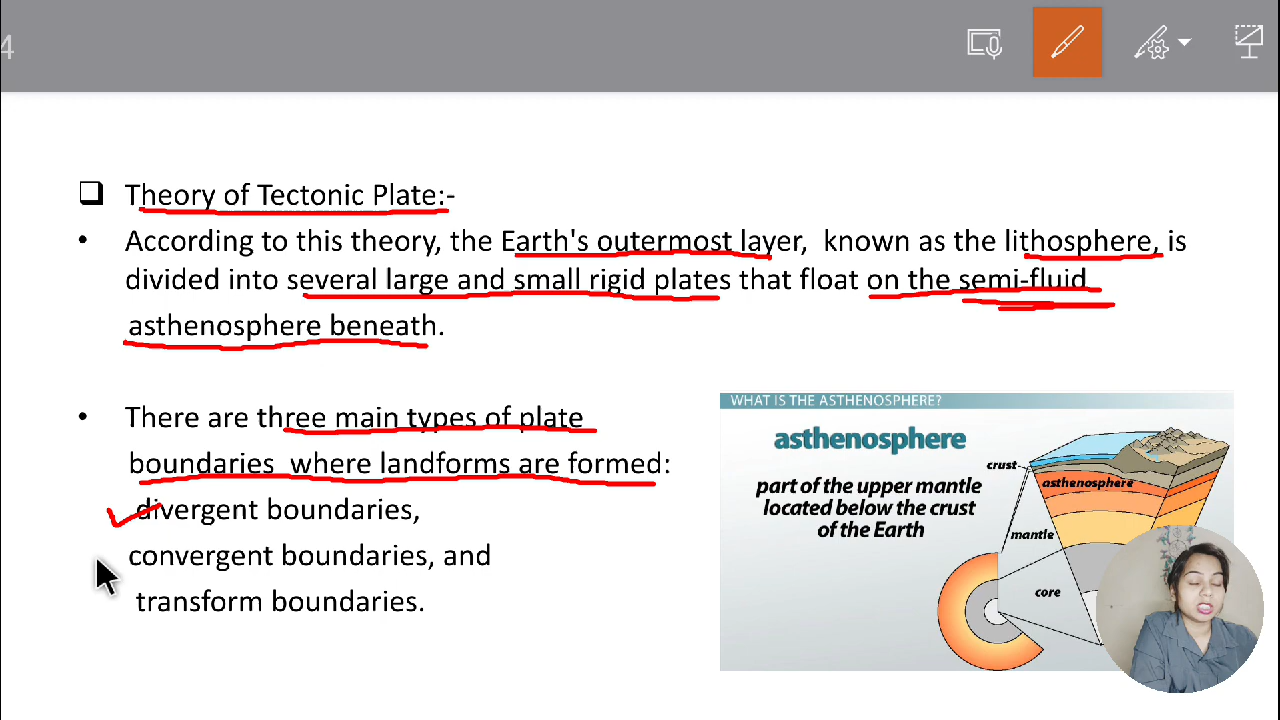 4
Theory of Tectonic Plate:-
According to this theory, the Earth's outermost layer, known as the lithosphere, is
divided into several large and small rigid plates that float on the semi-fluid
asthenosphere beneath.
There are three main types of plate
boundaries where landforms are formed:
divergent boundaries,
convergent boundaries, and
transform boundaries.
WHAT IS THE ASTHENOSPHERE?
asthenosphere
part of the upper mantle
located below the crust
of the Earth
crust
asthenosphere
mantle
core